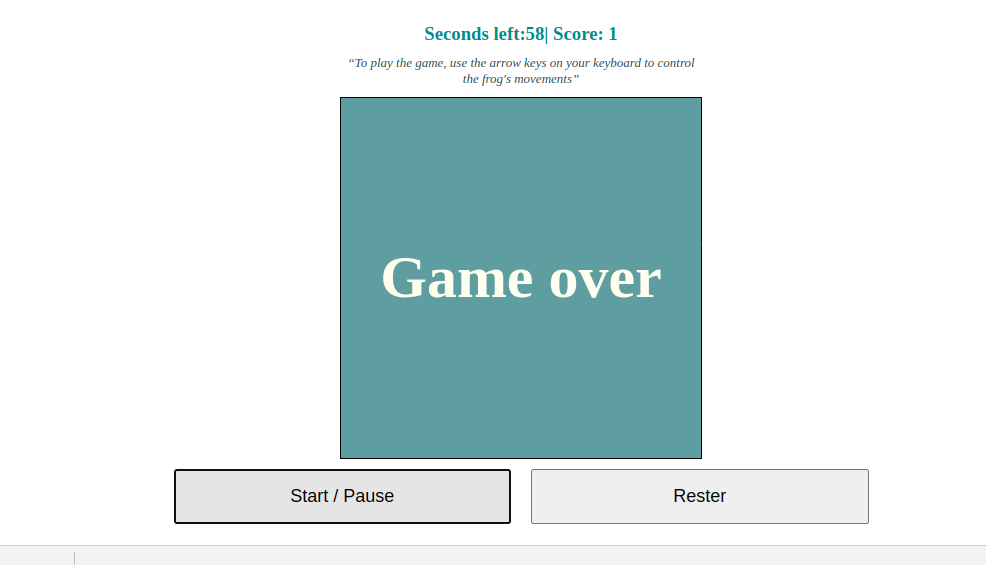 Seconds left:58| Score: 1
“To play the game, use the arrow keys on your keyboard to control
the frog's movements”
Game over
Start / Pause
Rester